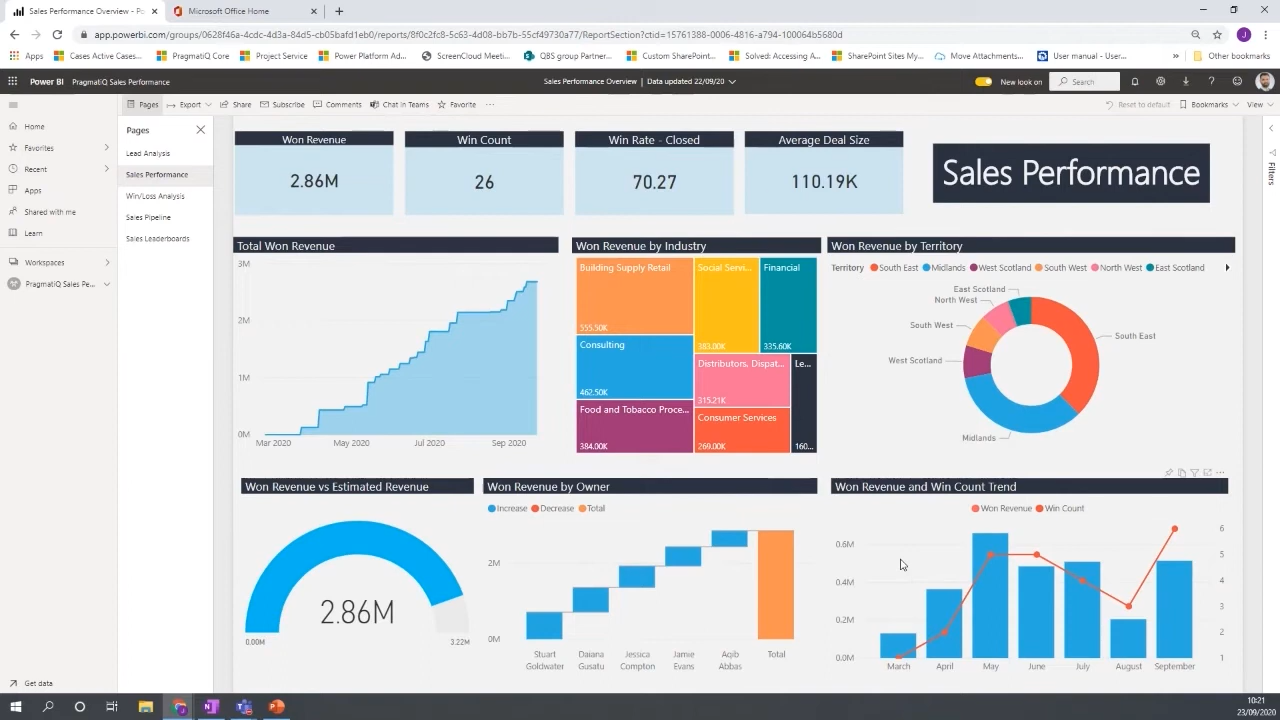 Sales Performance Overview - Po
Microsoft Office Home
app.powerbi.com/groups/0628f46a-4cdc-4d3a-84d5-cb05bafd1eb0/reports/8f0c2fc8-5c63-4d08-bb7b-55c79730a77/ReportSection?ctid=15761388-0006-4816-a794-100064b5680d
J
Apps
Cases Active Cases...
PragmatiQ Core
Project Service
Power Platform Ad...
ScreenCloud Meeti...
QBS group Partner...
Custom SharePoint...
Solved: Accessing A...
SharePoint Sites My...
Move Attachments...
User manual - User...
»
Other bookmarks
Power BI
PragmatiQ Sales Performance
Sales Performance Overview | Data updated 22/09/20
New look on
Search
Pages
Export
Share
Subscribe
Comments
Chat in Teams
Favorite
Reset to default
Bookmarks
View
Home
Favorites
Recent
Apps
Shared with me
Learn
Workspaces
PragmatiQ Sales Pe...
Get data
Pages
Lead Analysis
Sales Performance
Win/Loss Analysis
Sales Pipeline
Sales Leaderboards
Filters
Won Revenue
2.86M
Win Count
26
Win Rate - Closed
70.27
Average Deal Size
110.19K
Sales Performance
Total Won Revenue
3M
2M
1M
0M
Mar 2020
May 2020
Jul 2020
Sep 2020
Won Revenue by Industry
Building Supply Retail
555.50K
Consulting
462.50K
Food and Tobacco Proce...
384.00K
Social Servi...
383.00K
Financial
335.60K
Distributors, Dispat...
315.21K
Consumer Services
269.00K
Le...
160...
Won Revenue by Territory
Territory
South East
Midlands
West Scotland
South West
North West
East Scotland
East Scotland
North West
South West
West Scotland
Midlands
South East
Won Revenue vs Estimated Revenue
2.86M
0.00M
3.22M
Won Revenue by Owner
Increase
Decrease
Total
2M
0M
Stuart Goldwater
Daiana Gusatu
Jessica Compton
Jamie Evans
Aqib Abbas
Total
Won Revenue and Win Count Trend
Won Revenue
Win Count
0.6M
0.4M
0.2M
0.0M
6
5
4
3
2
1
March
April
May
June
July
August
September
10:21
23/09/2020